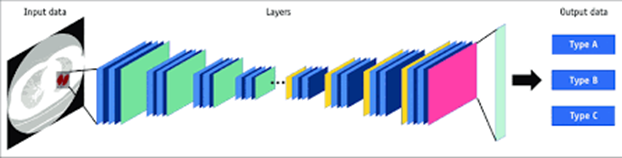 Input data
Layers
Output data
Type A
Type B
Type C